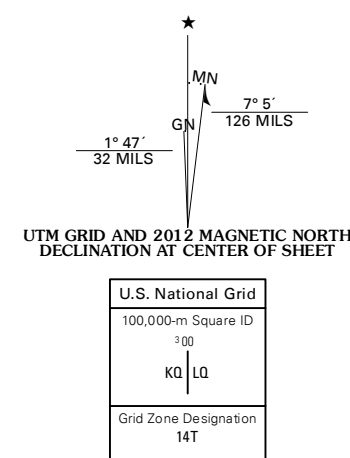 ★
MN
GN
7° 5´
126 MILS
1° 47´
32 MILS
UTM GRID AND 2012 MAGNETIC NORTH
DECLINATION AT CENTER OF SHEET
U.S. National Grid
100,000-m Square ID
³00
KQ LQ
Grid Zone Designation
14T